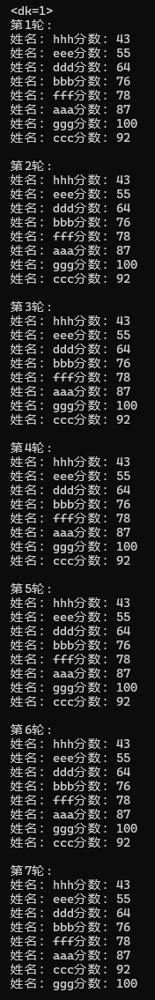 <dk=1>
第1轮:
姓名: hhh分数: 43
姓名: eee分数: 55
姓名: ddd分数: 64
姓名: bbb分数: 76
姓名: fff分数: 78
姓名: aaa分数: 87
姓名: ggg分数: 100
姓名: ccc分数: 92

第2轮:
姓名: hhh分数: 43
姓名: eee分数: 55
姓名: ddd分数: 64
姓名: bbb分数: 76
姓名: fff分数: 78
姓名: aaa分数: 87
姓名: ggg分数: 100
姓名: ccc分数: 92

第3轮:
姓名: hhh分数: 43
姓名: eee分数: 55
姓名: ddd分数: 64
姓名: bbb分数: 76
姓名: fff分数: 78
姓名: aaa分数: 87
姓名: ggg分数: 100
姓名: ccc分数: 92

第4轮:
姓名: hhh分数: 43
姓名: eee分数: 55
姓名: ddd分数: 64
姓名: bbb分数: 76
姓名: fff分数: 78
姓名: aaa分数: 87
姓名: ggg分数: 100
姓名: ccc分数: 92

第5轮:
姓名: hhh分数: 43
姓名: eee分数: 55
姓名: ddd分数: 64
姓名: bbb分数: 76
姓名: fff分数: 78
姓名: aaa分数: 87
姓名: ggg分数: 100
姓名: ccc分数: 92

第6轮:
姓名: hhh分数: 43
姓名: eee分数: 55
姓名: ddd分数: 64
姓名: bbb分数: 76
姓名: fff分数: 78
姓名: aaa分数: 87
姓名: ggg分数: 100
姓名: ccc分数: 92

第7轮:
姓名: hhh分数: 43
姓名: eee分数: 55
姓名: ddd分数: 64
姓名: bbb分数: 76
姓名: fff分数: 78
姓名: aaa分数: 87
姓名: ccc分数: 92
姓名: ggg分数: 100